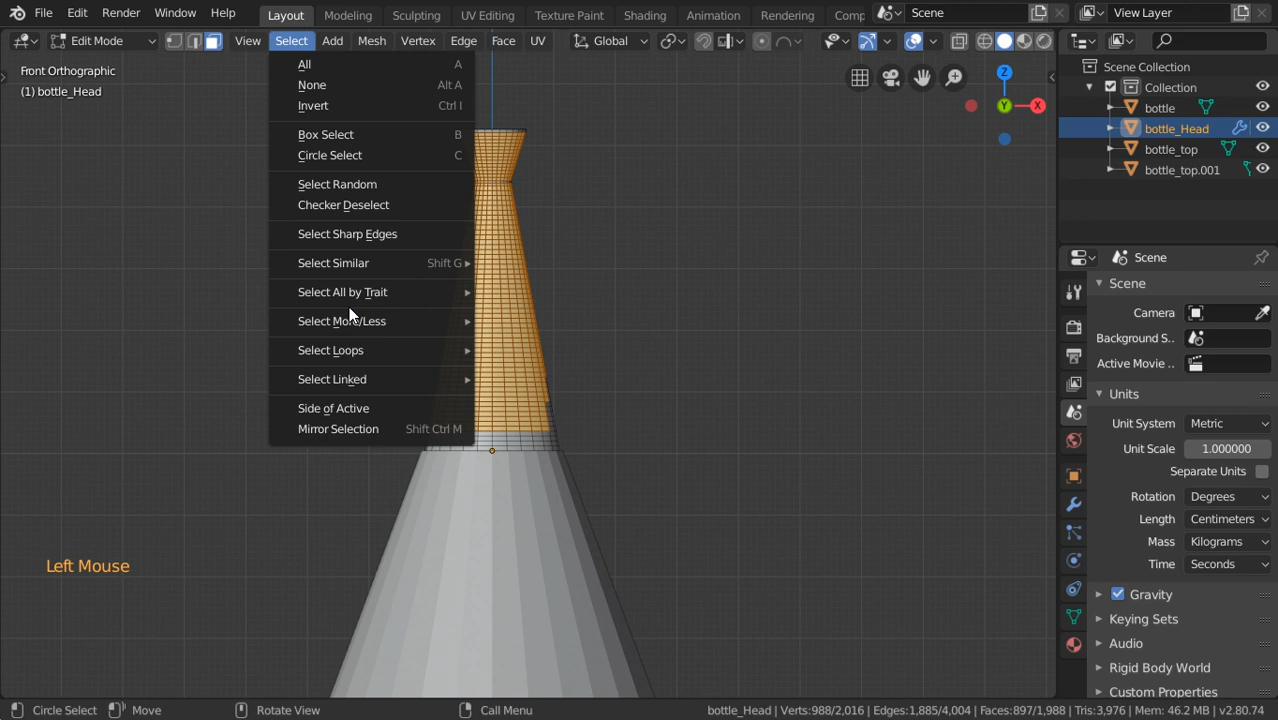 File Edit Render Window Help Layout Modeling Sculpting UV Editing Texture Paint Shading Animation Rendering Comp Scene View Layer
Edit Mode View Select Add Mesh Vertex Edge Face UV Global
Front Orthographic
(1) bottle_Head
All A
None Alt A
Invert Ctrl I
Box Select B
Circle Select C
Select Random
Checker Deselect
Select Sharp Edges
Select Similar Shift G
Select All by Trait
Select More/Less
Select Loops
Select Linked
Side of Active
Mirror Selection Shift Ctrl M
Z
Y
X
Left Mouse
Scene Collection
Collection
bottle
bottle_Head
bottle_top
bottle_top.001
Scene
Scene
Camera
Background S..
Active Movie ..
Units
Unit System Metric
Unit Scale 1.000000
Separate Units
Rotation Degrees
Length Centimeters
Mass Kilograms
Time Seconds
Gravity
Keying Sets
Audio
Rigid Body World
Custom Properties
Circle Select Move Rotate View Call Menu bottle_Head | Verts:988/2,016 | Edges:1,885/4,004 | Faces:897/1,988 | Tris:3,976 | Mem: 46.2 MB | v2.80.74